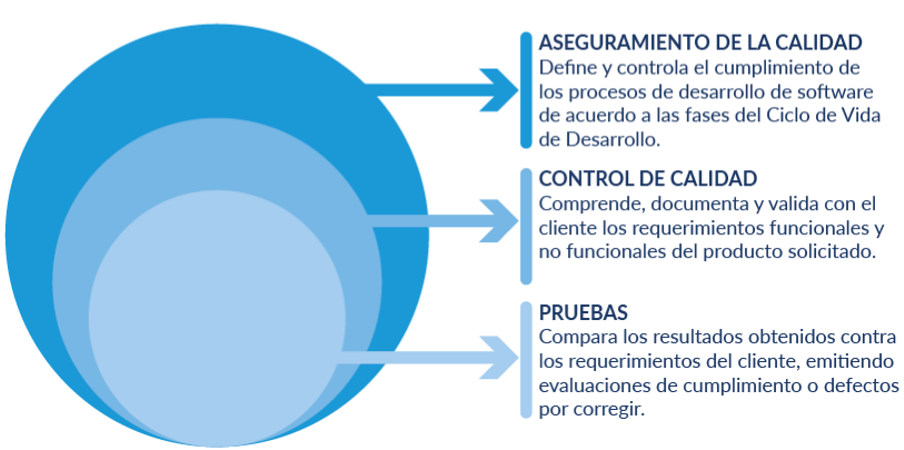 ASEGURAMIENTO DE LA CALIDAD
Define y controla el cumplimiento de
los procesos de desarrollo de software
de acuerdo a las fases del Ciclo de Vida
de Desarrollo.
CONTROL DE CALIDAD
Comprende, documenta y valida con el
cliente los requerimientos funcionales y
no funcionales del producto solicitado.
PRUEBAS
Compara los resultados obtenidos contra
los requerimientos del cliente, emitiendo
evaluaciones de cumplimiento o defectos
por corregir.